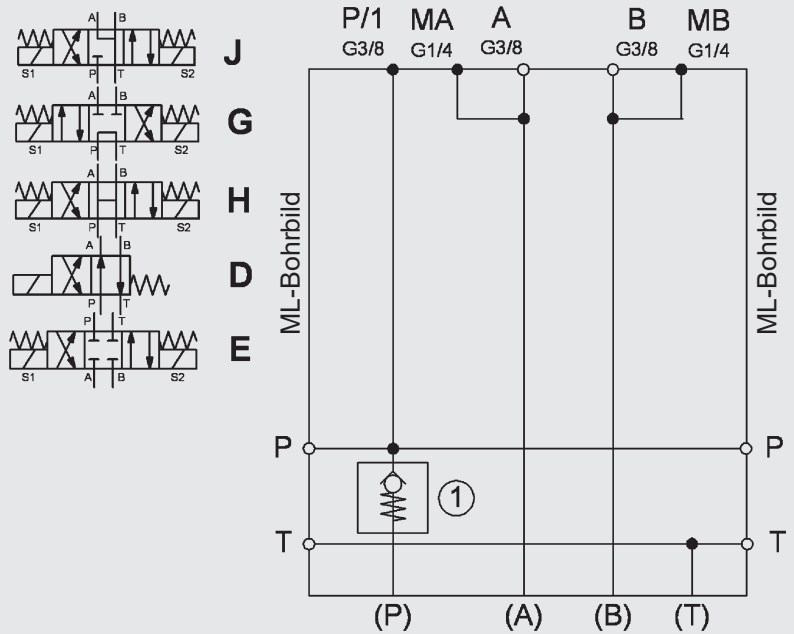 A B
S1 P T S2
J
A B
S1 P T S2
G
A B
S1 P T S2
H
A B
P T
D
P T
S1 A B S2
E
P/1 MA A B MB
G3/8 G1/4 G3/8 G3/8 G1/4
ML-Bohrbild
ML-Bohrbild
P P
1
T T
(P) (A) (B) (T)